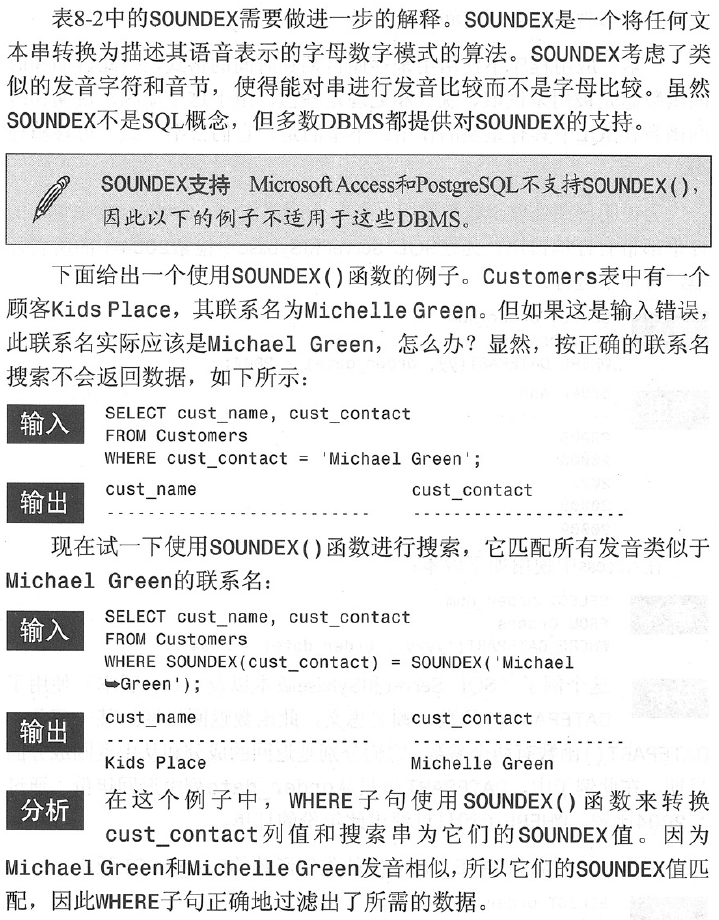 表8-2中的SOUNDEX需要做进一步的解释。SOUNDEX是一个将任何文
本串转换为描述其语音表示的字母数字模式的算法。SOUNDEX考虑了类
似的发音字符和音节，使得能对串进行发音比较而不是字母比较。虽然
SOUNDEX不是SQL概念，但多数DBMS都提供对SOUNDEX的支持。
SOUNDEX支持 Microsoft Access和PostgreSQL不支持SOUNDEX()，
因此以下的例子不适用于这些DBMS。
下面给出一个使用SOUNDEX()函数的例子。Customers表中有一个
顾客Kids Place，其联系名为Michelle Green。但如果这是输入错误，
此联系名实际应该是Michael Green，怎么办？显然，按正确的联系名
搜索不会返回数据，如下所示：
输入 SELECT cust_name, cust_contact
FROM Customers
WHERE cust_contact = 'Michael Green';
输出 cust_name cust_contact
现在试一下使用SOUNDEX()函数进行搜索，它匹配所有发音类似于
Michael Green的联系名：
输入 SELECT cust_name, cust_contact
FROM Customers
WHERE SOUNDEX(cust_contact) = SOUNDEX('Michael
➥Green');
输出 cust_name cust_contact
Kids Place Michelle Green
分析 在这个例子中，WHERE子句使用SOUNDEX()函数来转换
cust_contact列值和搜索串为它们的SOUNDEX值。因为
Michael Green和Michelle Green发音相似，所以它们的SOUNDEX值匹
配，因此WHERE子句正确地过滤出了所需的数据。